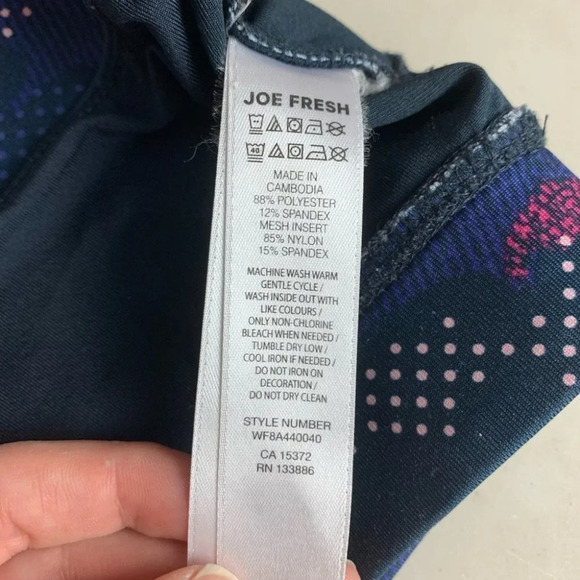 JOE FRESH
40
MADE IN
CAMBODIA
88% POLYESTER
12% SPANDEX
MESH INSERT
85% NYLON
15% SPANDEX
MACHINE WASH WARM
GENTLE CYCLE /
WASH INSIDE OUT WITH
LIKE COLOURS /
ONLY NON-CHLORINE
BLEACH WHEN NEEDED /
TUMBLE DRY LOW /
COOL IRON IF NEEDED /
DO NOT IRON ON
DECORATION /
DO NOT DRY CLEAN
STYLE NUMBER
WF8A440040
CA 15372
RN 133886